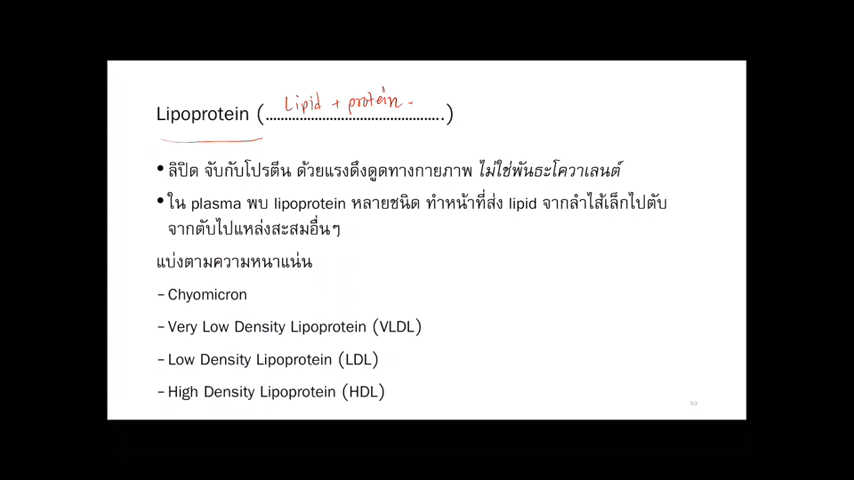 Lipid + protein
Lipoprotein (................................................)
• ลิปิด จับกับโปรตีน ด้วยแรงดึงดูดทางกายภาพ ไม่ใช่พันธะโควาเลนต์
• ใน plasma พบ lipoprotein หลายชนิด ทำหน้าที่ส่ง lipid จากลำไส้เล็กไปตับ
จากตับไปแหล่งสะสมอื่นๆ
แบ่งตามความหนาแน่น
– Chyomicron
– Very Low Density Lipoprotein (VLDL)
– Low Density Lipoprotein (LDL)
– High Density Lipoprotein (HDL)
53